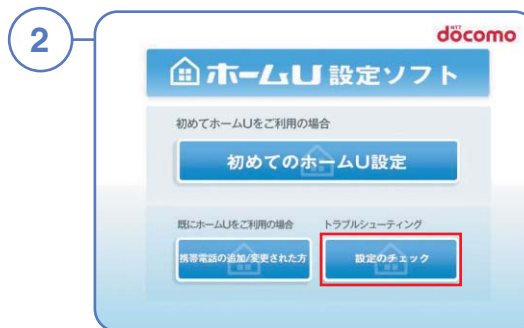 2
NTT
döcomo
ホームU 設定ソフト
初めてホームUをご利用の場合
初めてのホームU設定
既にホームUをご利用の場合 トラブルシューティング
携帯電話の追加/変更された方 設定のチェック